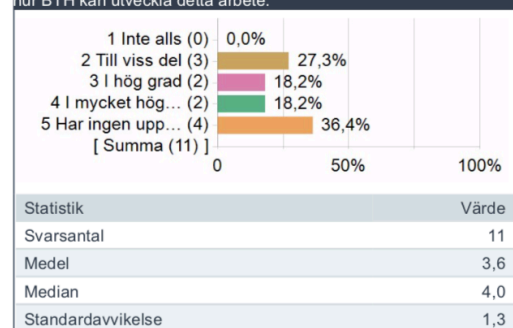 hur BTH kan utveckla detta arbete.
1 Inte alls (0) 0,0%
2 Till viss del (3) 27,3%
3 I hög grad (2) 18,2%
4 I mycket hög... (2) 18,2%
5 Har ingen upp... (4) 36,4%
[ Summa (11) ]
0 50% 100%
Statistik Värde
Svarsantal 11
Medel 3,6
Median 4,0
Standardavvikelse 1,3